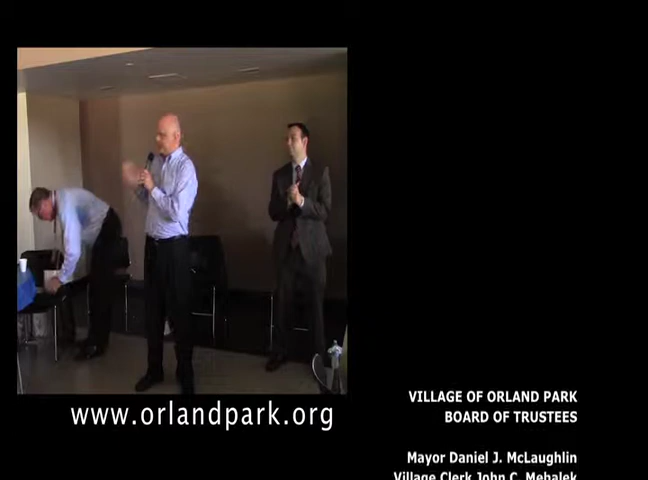 www.orlandpark.org
VILLAGE OF ORLAND PARK
BOARD OF TRUSTEES
Mayor Daniel J. McLaughlin
Village Clerk John C. Mehalek